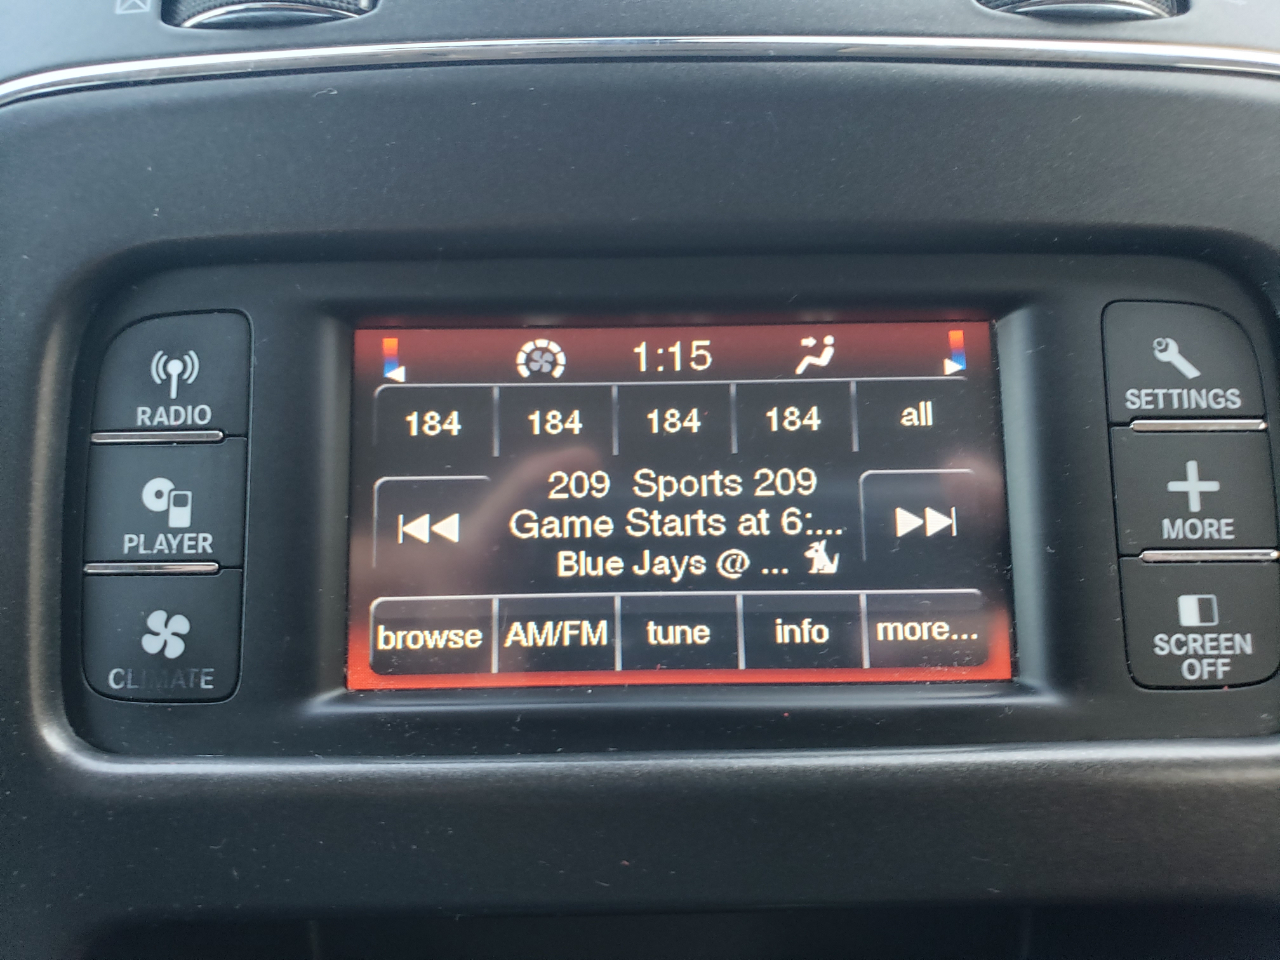 1:15
184 184 184 184 all
209 Sports 209
Game Starts at 6:....
Blue Jays @ ...
browse AM/FM tune info more...
RADIO
PLAYER
CLIMATE
SETTINGS
MORE
SCREEN
OFF